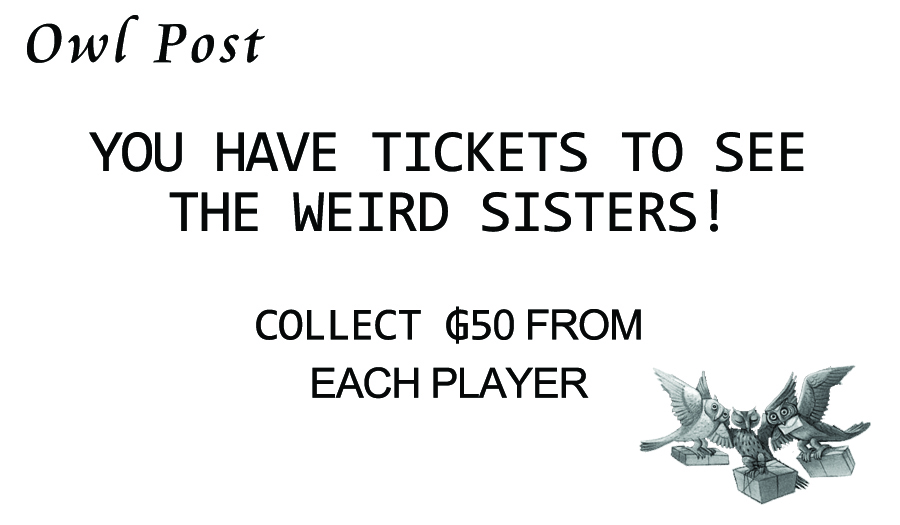 Owl Post
YOU HAVE TICKETS TO SEE
THE WEIRD SISTERS!
COLLECT ₲50 FROM
EACH PLAYER